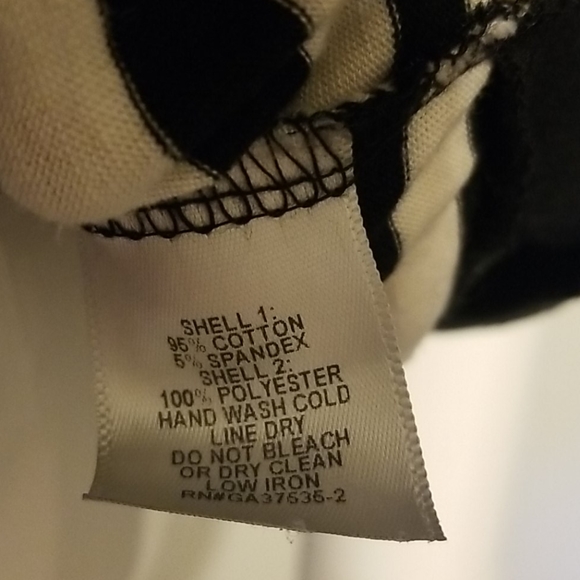 SHELL 1:
95% COTTON
5% SPANDEX
SHELL 2:
100% POLYESTER
HAND WASH COLD
LINE DRY
DO NOT BLEACH
OR DRY CLEAN
LOW IRON
RN#GA37535-2